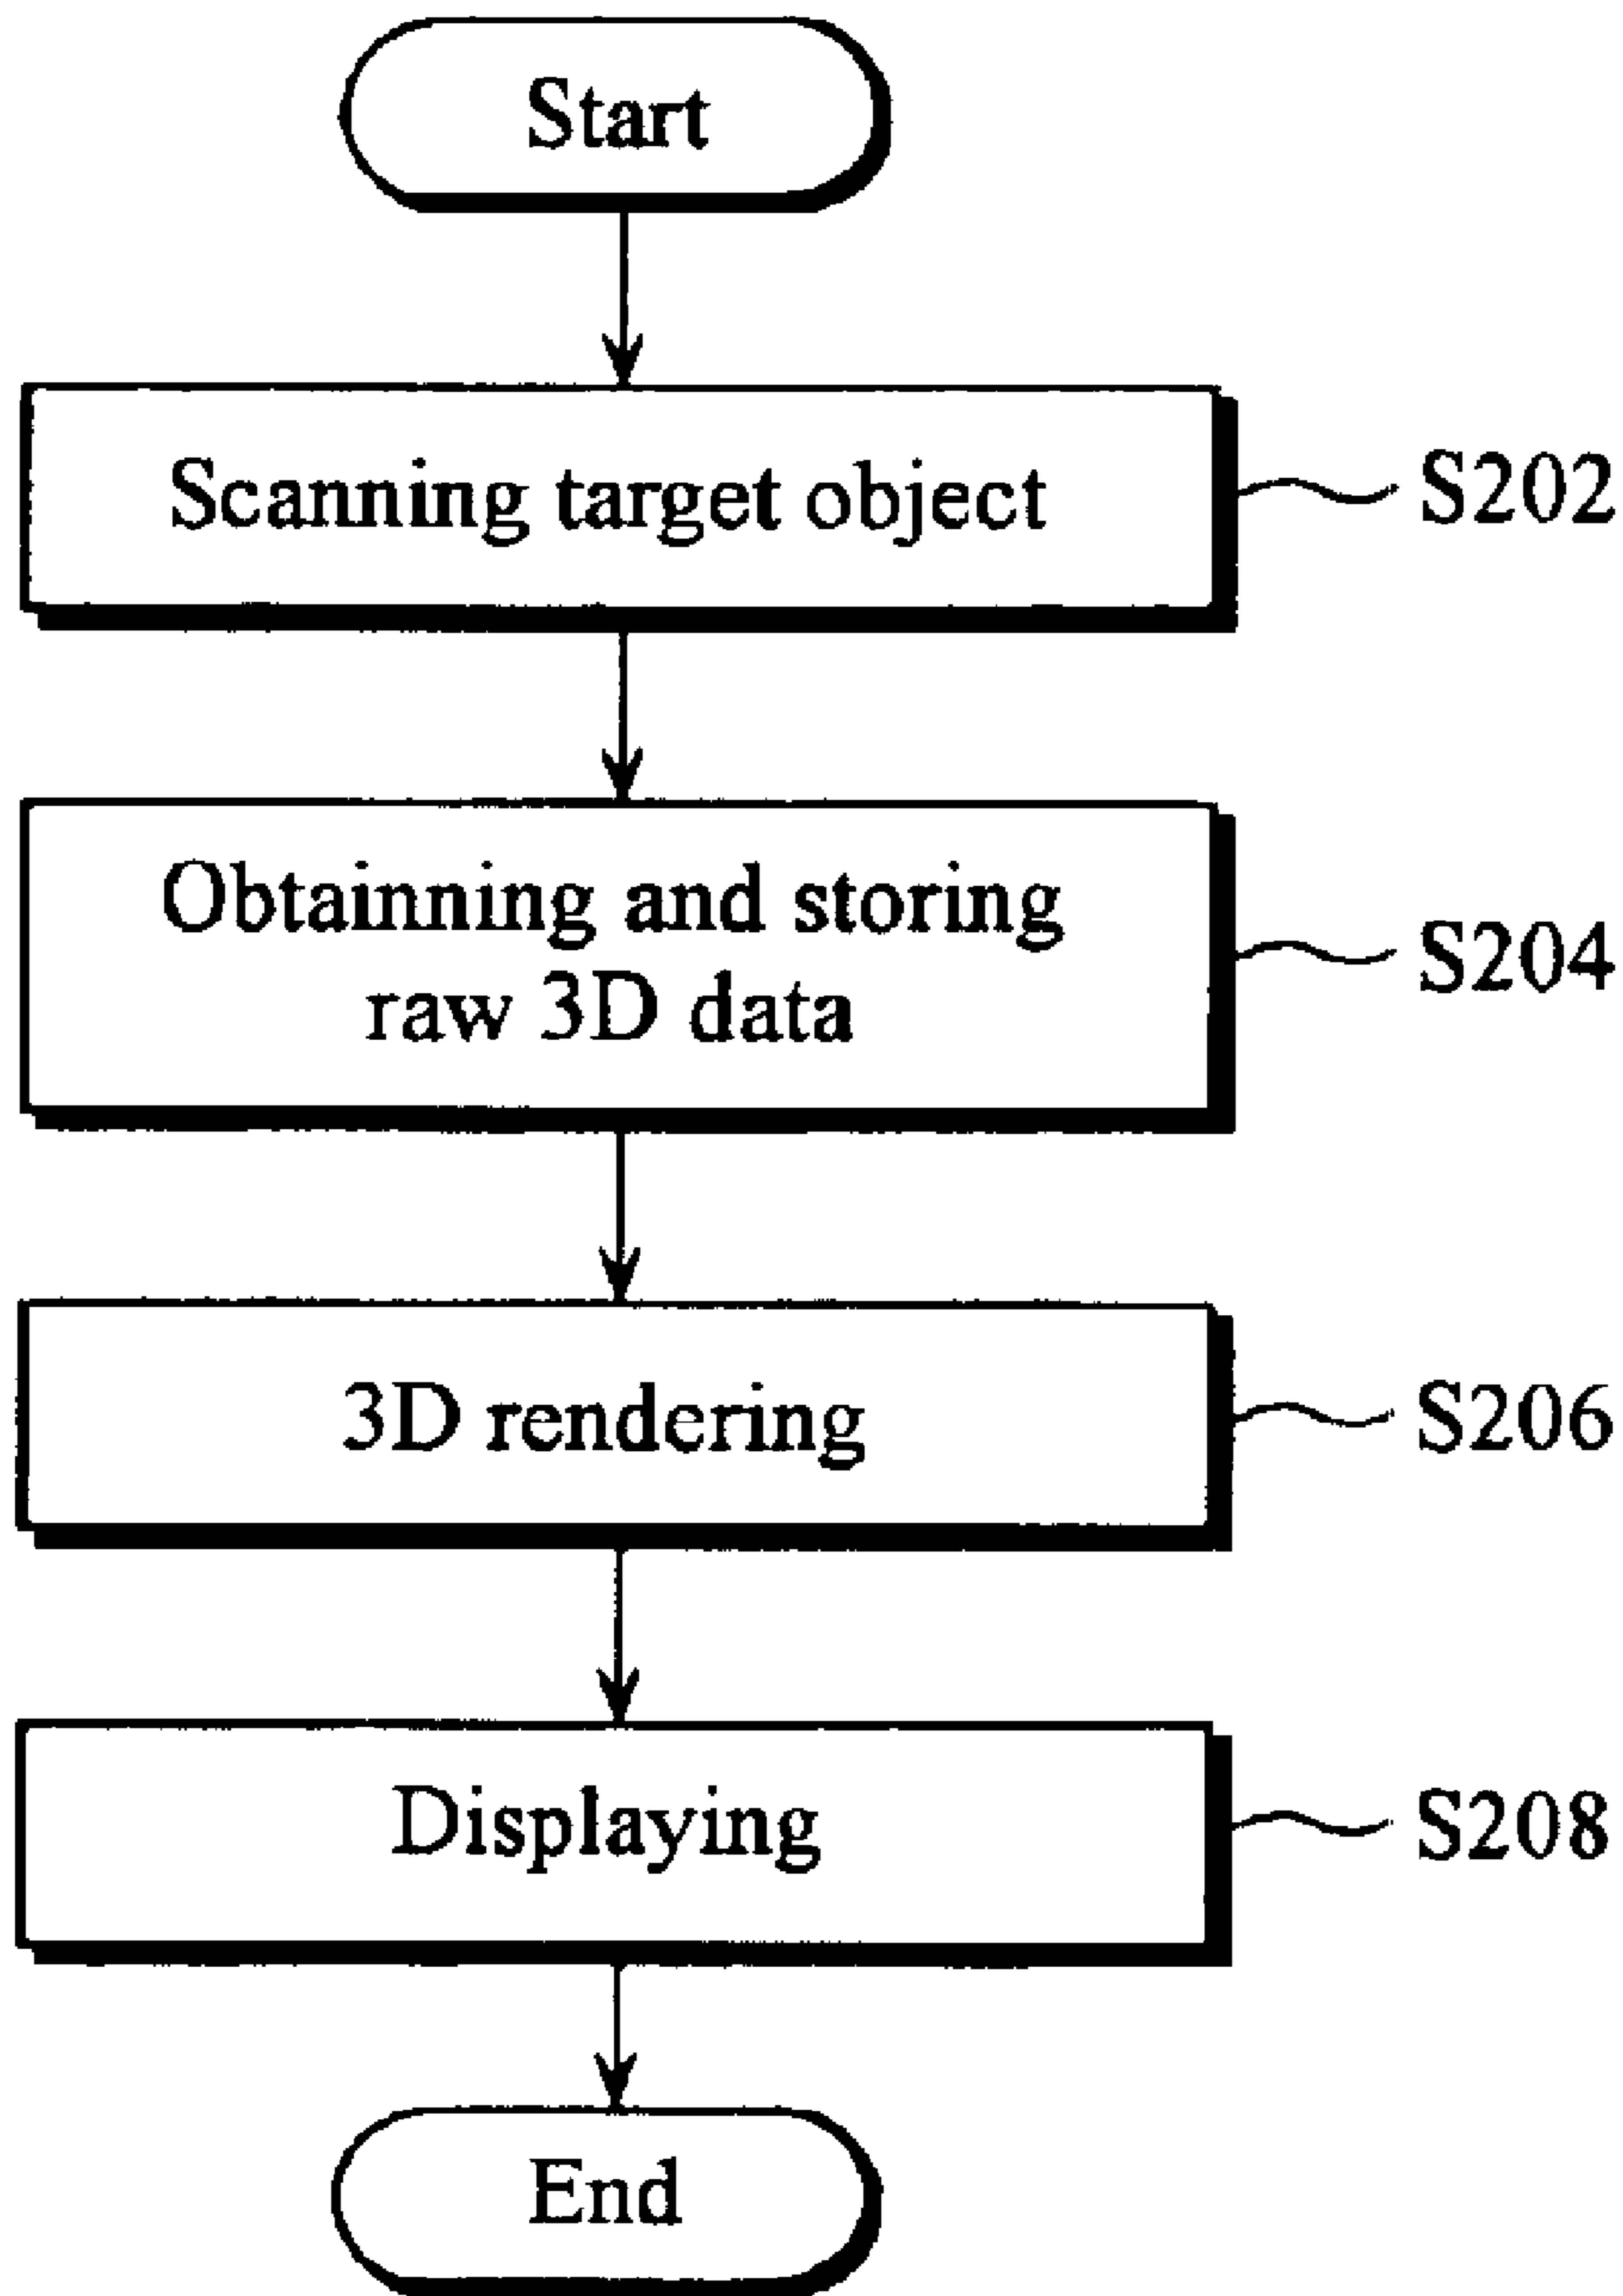 Start
Scanning target object
S202
Obtainning and storing
raw 3D data
S204
3D rendering
S206
Displaying
S208
End